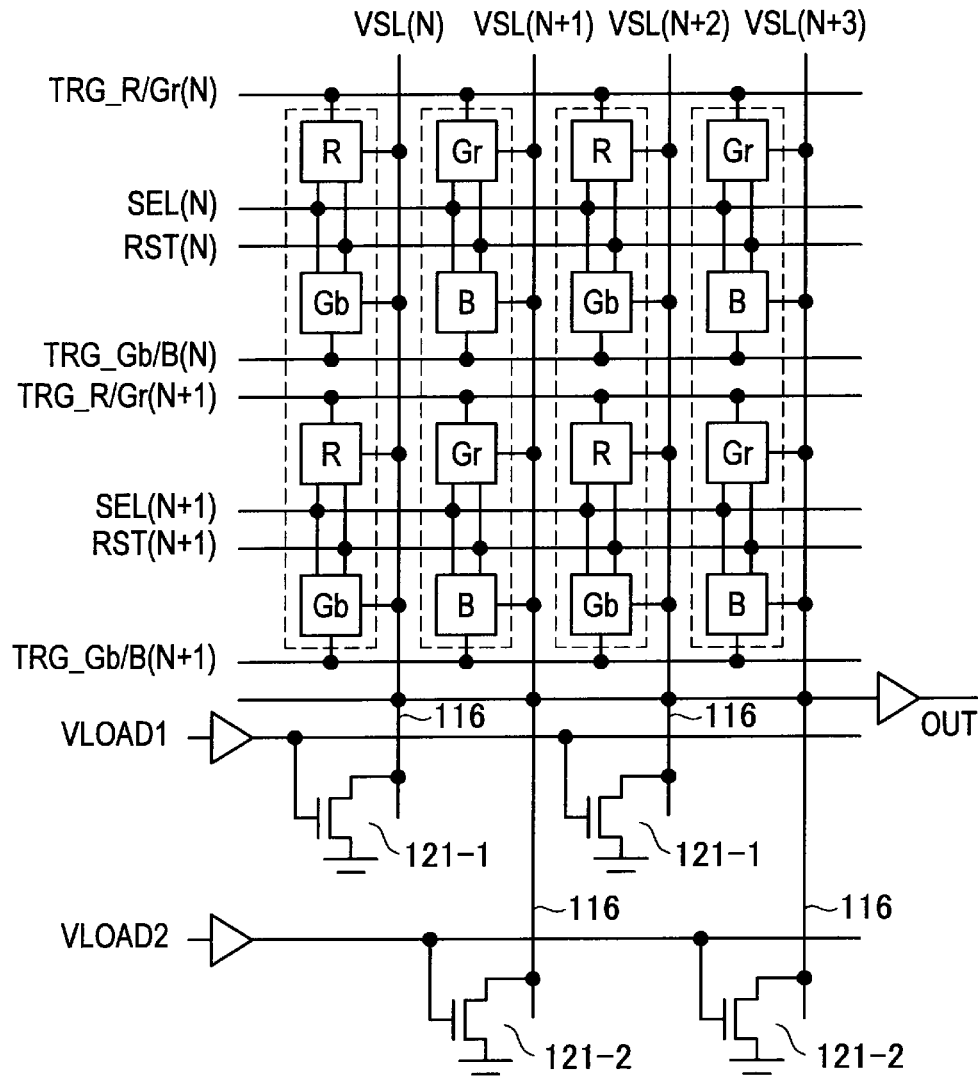 VSL(N) VSL(N+1) VSL(N+2) VSL(N+3)
TRG_R/Gr(N)
R Gr R Gr
SEL(N)
RST(N)
Gb B Gb B
TRG_Gb/B(N)
TRG_R/Gr(N+1)
R Gr R Gr
SEL(N+1)
RST(N+1)
Gb B Gb B
TRG_Gb/B(N+1)
116 116 OUT
VLOAD1
121-1 121-1
116 116
VLOAD2
121-2 121-2